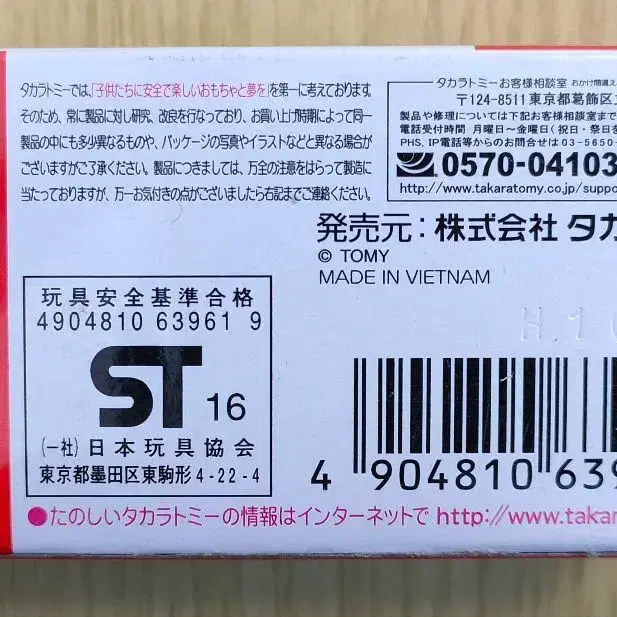 タカラトミーでは、「子供たちに安全で楽しいおもちゃと夢を」を第一に考えております
そのため、常に製品に対し研究、改良を行なっており、お買い上げ時期によって同一
製品の中にも多少異なるものや、パッケージの写真やイラストなどと異なる場合が
ございますがご了承ください。製品につきましては、万全の注意をはらって製造に
当たっておりますが、万一お気付きの点がございましたら右記までご連絡ください。
タカラトミーお客様相談室 おかけ間違え
〒124-8511東京都葛飾区
製品や修理については下記お客様相談室ま
電話受付時間 月曜日〜金曜日(祝日・祭日を
PHS、IP電話等からのお問合せは03-5650-
0570-04103
http://www.takaratomy.co.jp/suppo
発売元:株式会社 タカ
© TOMY
MADE IN VIETNAM
玩具安全基準合格
4904810 63961 9
ST 16
(一社)日本玩具協会
東京都墨田区東駒形4-22-4
H.1
4 904810 639
●たのしいタカラトミーの情報はインターネットで http://www.takar